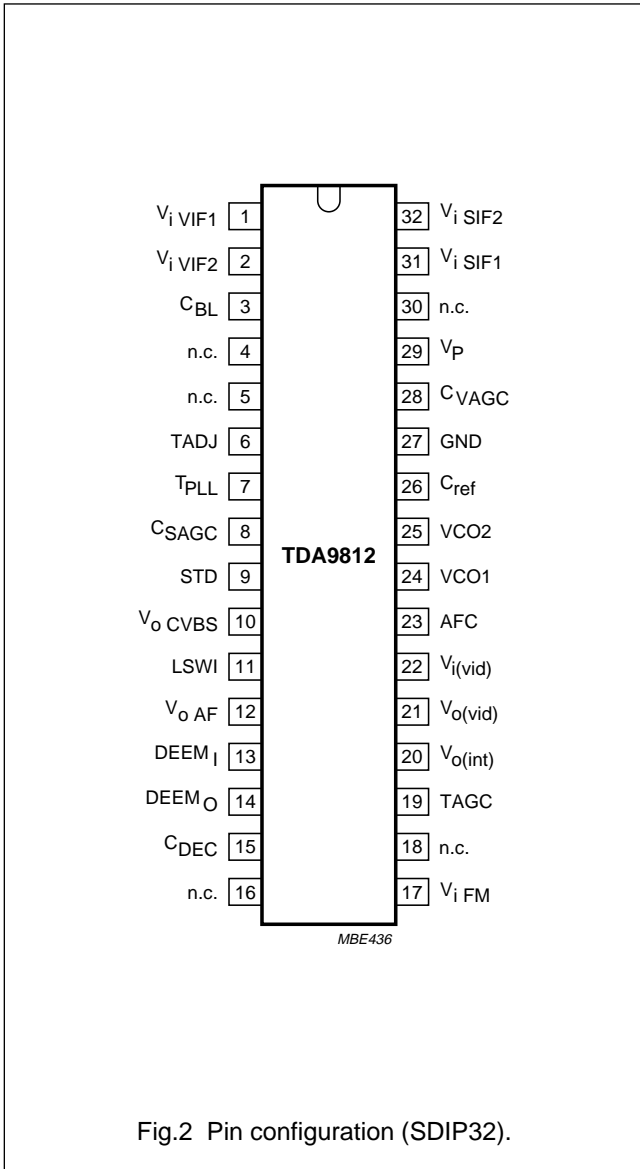 Vi VIF1 1 32 Vi SIF2
Vi VIF2 2 31 Vi SIF1
CBL 3 30 n.c.
n.c. 4 29 VP
n.c. 5 28 CVAGC
TADJ 6 27 GND
TPLL 7 26 Cref
CSAGC 8 25 VCO2
TDA9812
STD 9 24 VCO1
Vo CVBS 10 23 AFC
LSWI 11 22 Vi(vid)
Vo AF 12 21 Vo(vid)
DEEMI 13 20 Vo(int)
DEEMO 14 19 TAGC
CDEC 15 18 n.c.
n.c. 16 17 Vi FM
MBE436
Fig.2 Pin configuration (SDIP32).